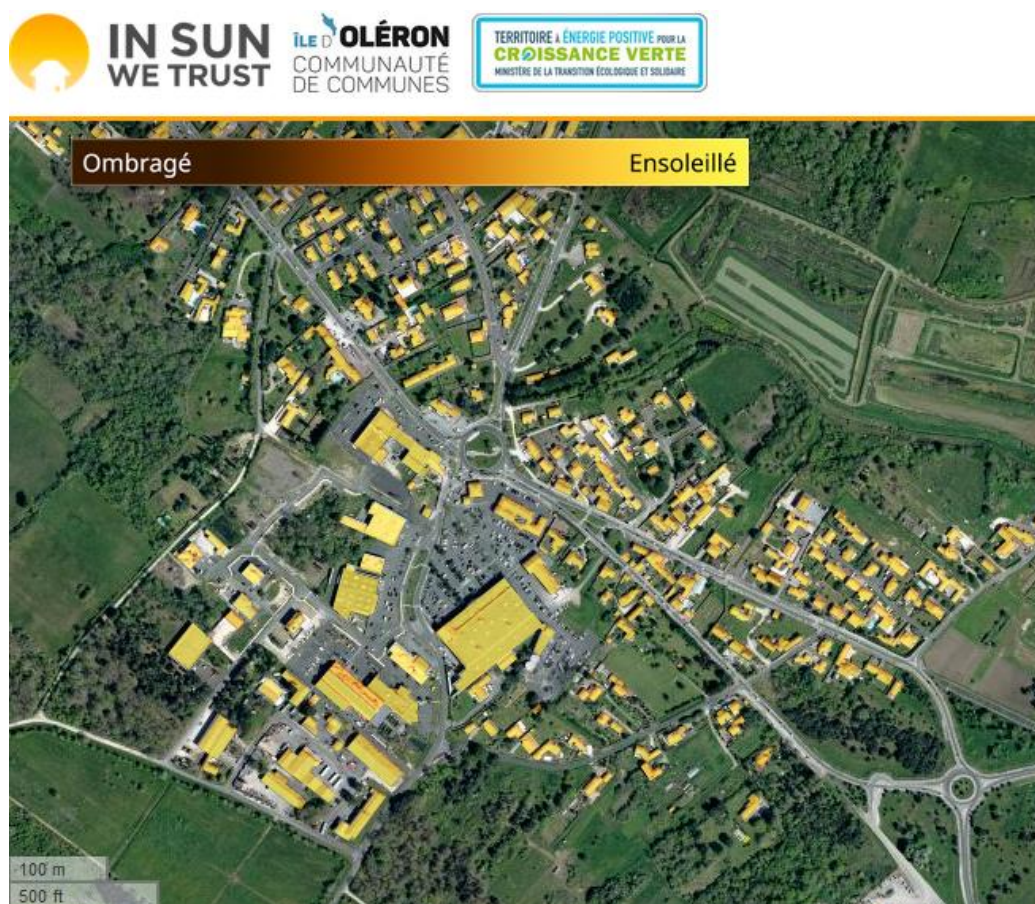 IN SUN
WE TRUST
ÎLE D'OLÉRON
COMMUNAUTÉ
DE COMMUNES
TERRITOIRE À ÉNERGIE POSITIVE POUR LA
CROISSANCE VERTE
MINISTÈRE DE LA TRANSITION ÉCOLOGIQUE ET SOLIDAIRE
Ombragé Ensoleillé
100 m
500 ft